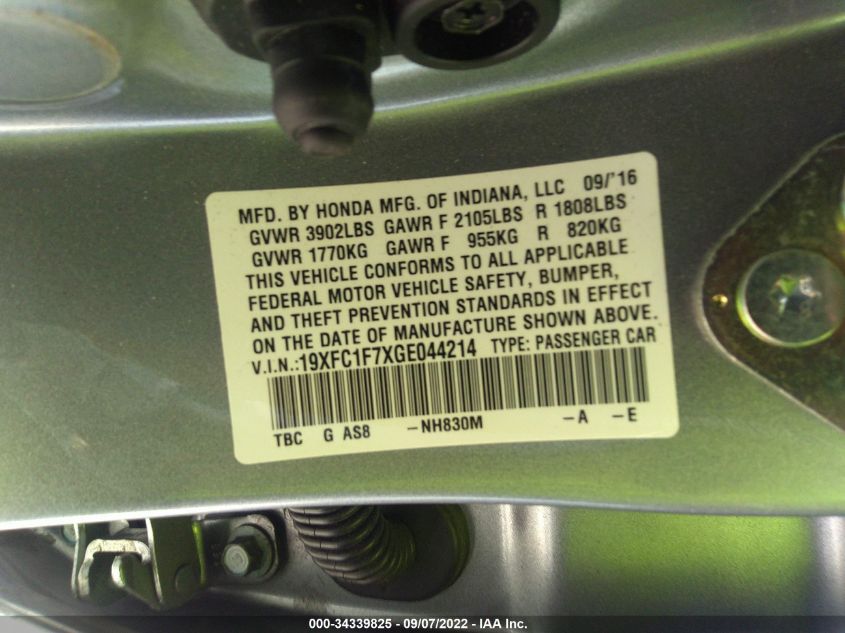 MFD. BY HONDA MFG. OF INDIANA, LLC 09/'16
GVWR 3902LBS GAWR F 2105LBS R 1808LBS
GVWR 1770KG GAWR F 955KG R 820KG
THIS VEHICLE CONFORMS TO ALL APPLICABLE
FEDERAL MOTOR VEHICLE SAFETY, BUMPER,
AND THEFT PREVENTION STANDARDS IN EFFECT
ON THE DATE OF MANUFACTURE SHOWN ABOVE.
V.I.N.:19XFC1F7XGE044214 TYPE: PASSENGER CAR
TBC G AS8 -NH830M -A -E
000-34339825 - 09/07/2022 - IAA Inc.